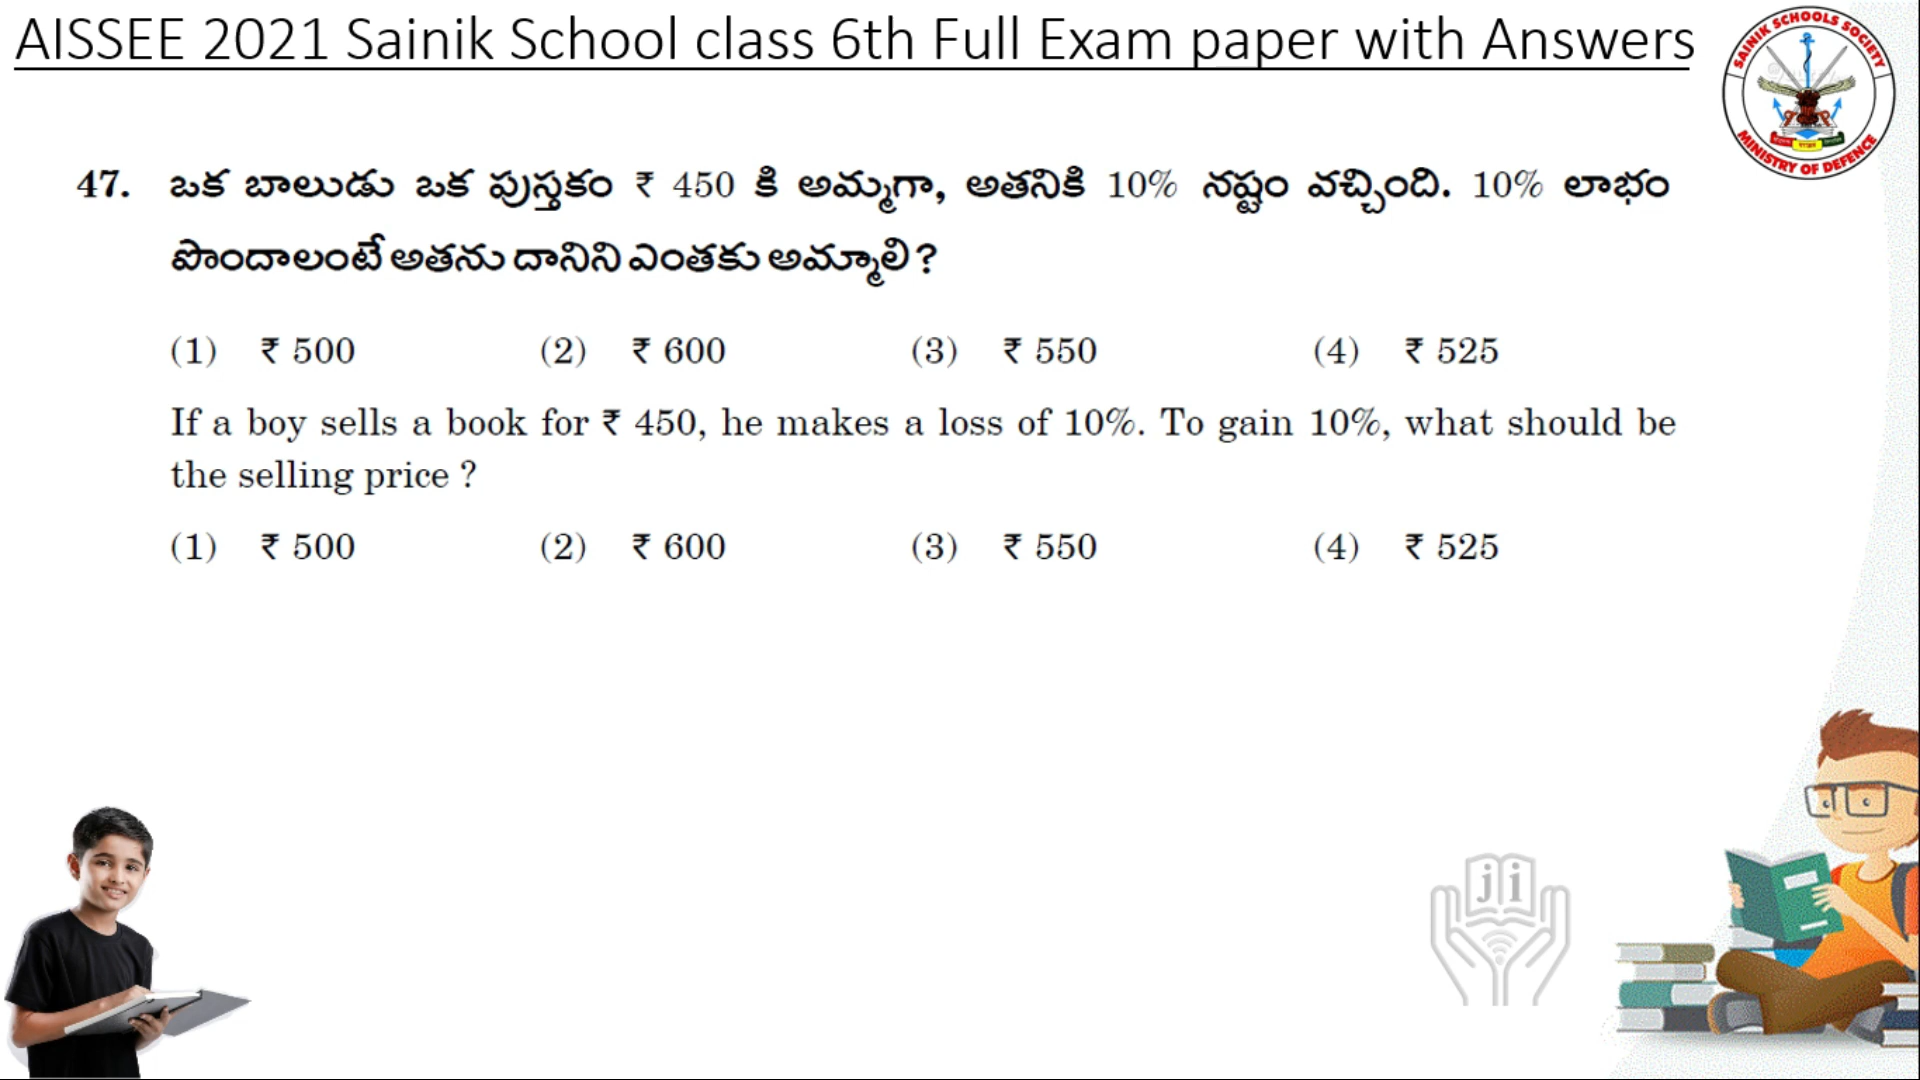 AISSEE 2021 Sainik School class 6th Full Exam paper with Answers
SAINIK SCHOOLS SOCIETY
MINISTRY OF DEFENCE
47. ఒక బాలుడు ఒక పుస్తకం ₹ 450 కి అమ్మగా, అతనికి 10% నష్టం వచ్చింది. 10% లాభం
పొందాలంటే అతను దానిని ఎంతకు అమ్మాలి ?
(1) ₹ 500 (2) ₹ 600 (3) ₹ 550 (4) ₹ 525
If a boy sells a book for ₹ 450, he makes a loss of 10%. To gain 10%, what should be
the selling price ?
(1) ₹ 500 (2) ₹ 600 (3) ₹ 550 (4) ₹ 525
ji